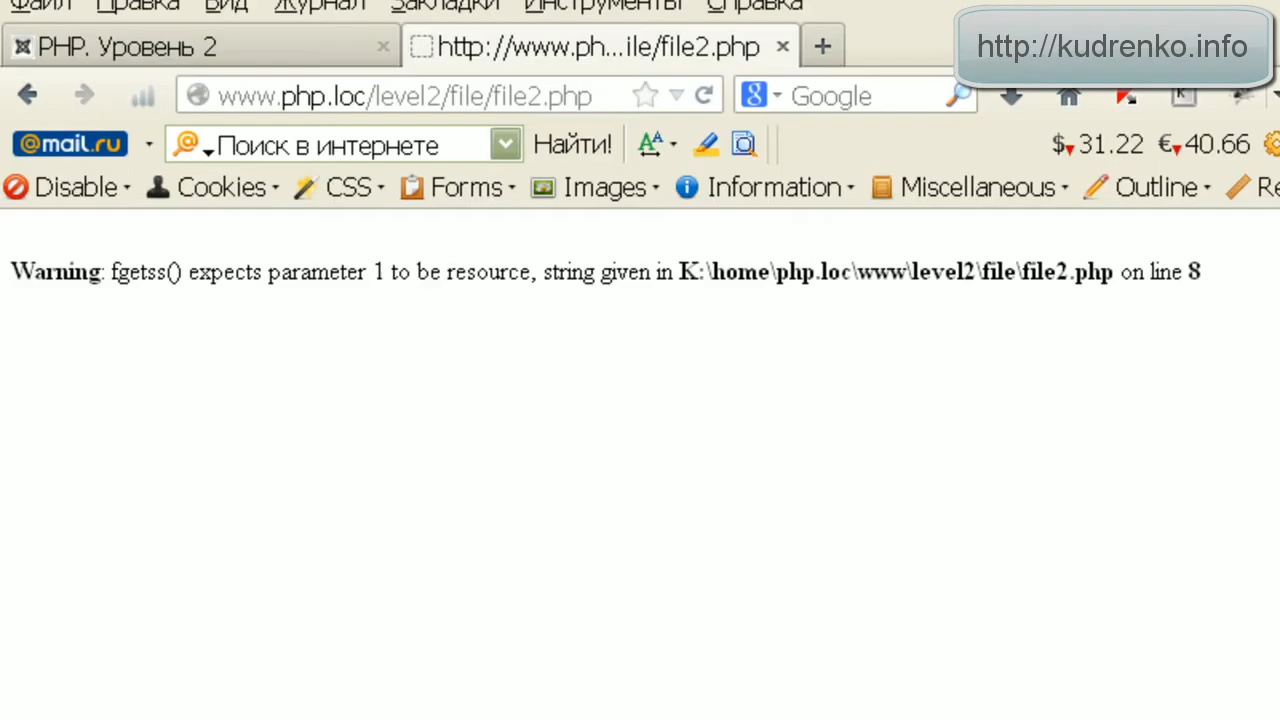 Файл Правка Вид Журнал Закладки Инструменты Справка
http://kudrenko.info
PHP. Уровень 2 × http://www.ph...ile/file2.php × +
www.php.loc/level2/file/file2.php 8 Google K
@mail.ru @ Поиск в интернете Найти! AA $ 31.22 € 40.66
Disable Cookies CSS Forms Images i Information Miscellaneous Outline Re
Warning: fgetss() expects parameter 1 to be resource, string given in K:\home\php.loc\www\level2\file\file2.php on line 8